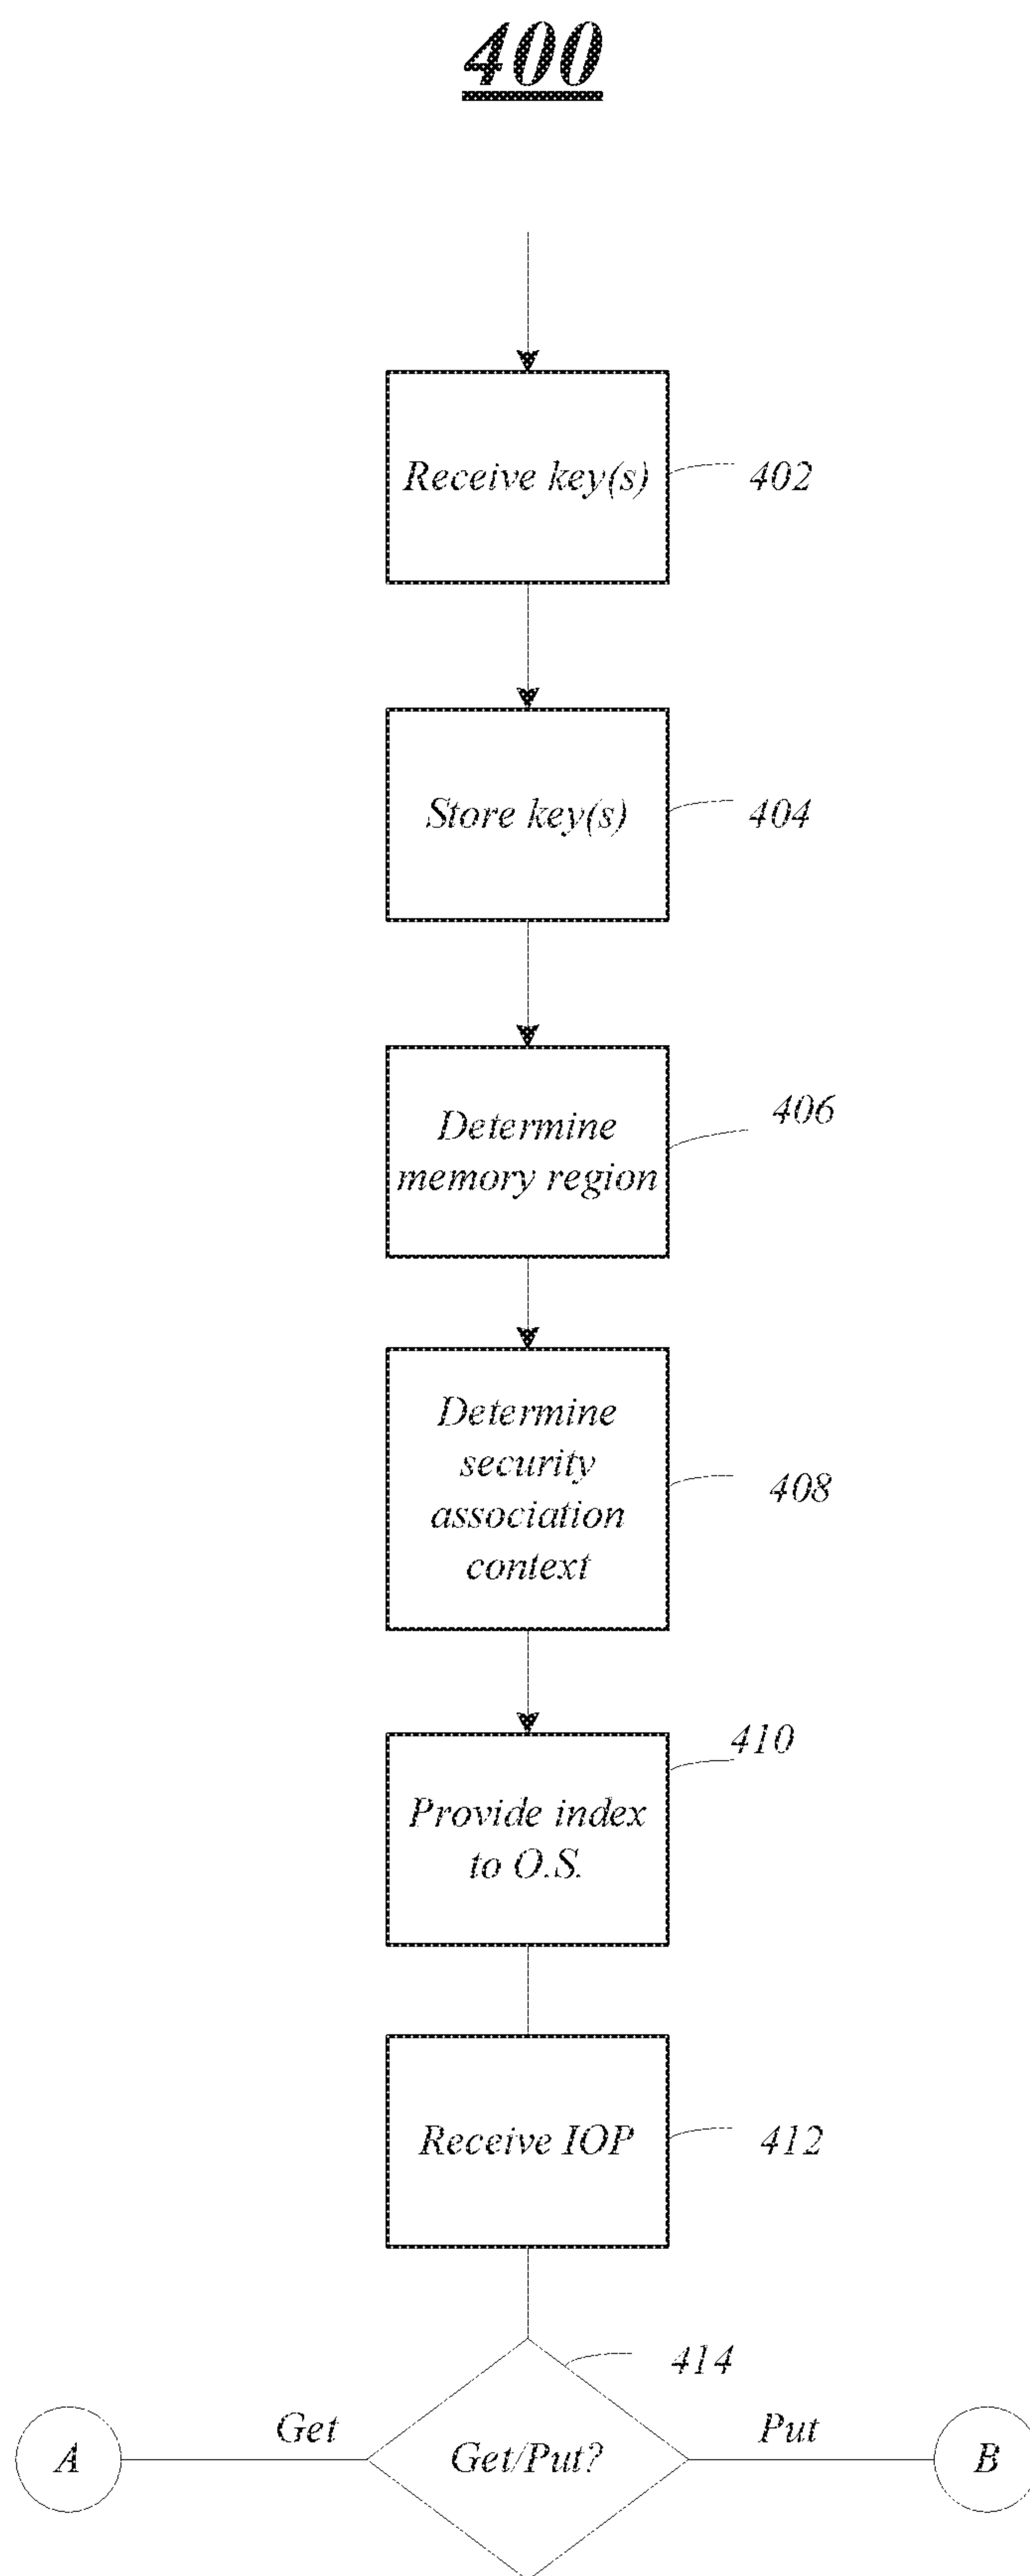 400
Receive key(s)
402
Store key(s)
404
Determine
memory region
406
Determine
security
association
context
408
Provide index
to O.S.
410
Receive IOP
412
414
A
Get
Get/Put?
Put
B